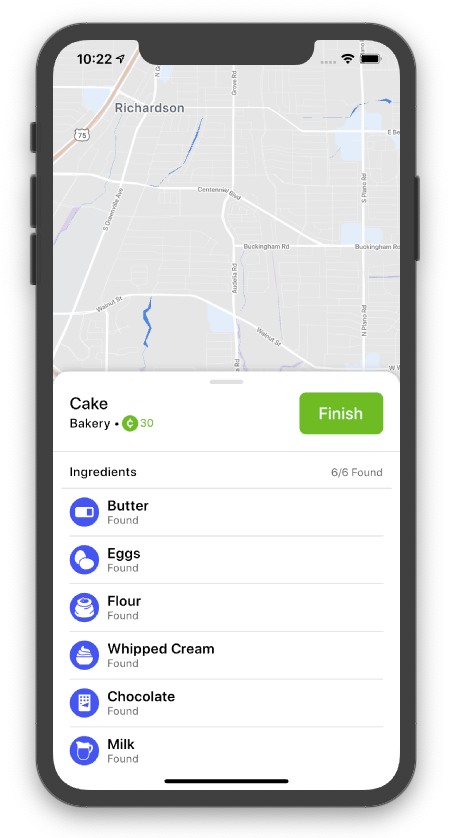 10:22
N G
Grove Rd
Richardson
75
E Be
S Plano Rd
Centennial Blvd
S Greenville Ave
Buckingham Rd
Buckingham Rd
Audelia Rd
Walnut St
N Plano Rd
Walnut St
a Rd
W W
Cake
Bakery • ¢ 30
Finish
Ingredients
6/6 Found
Butter
Found
Eggs
Found
Flour
Found
Whipped Cream
Found
Chocolate
Found
Milk
Found